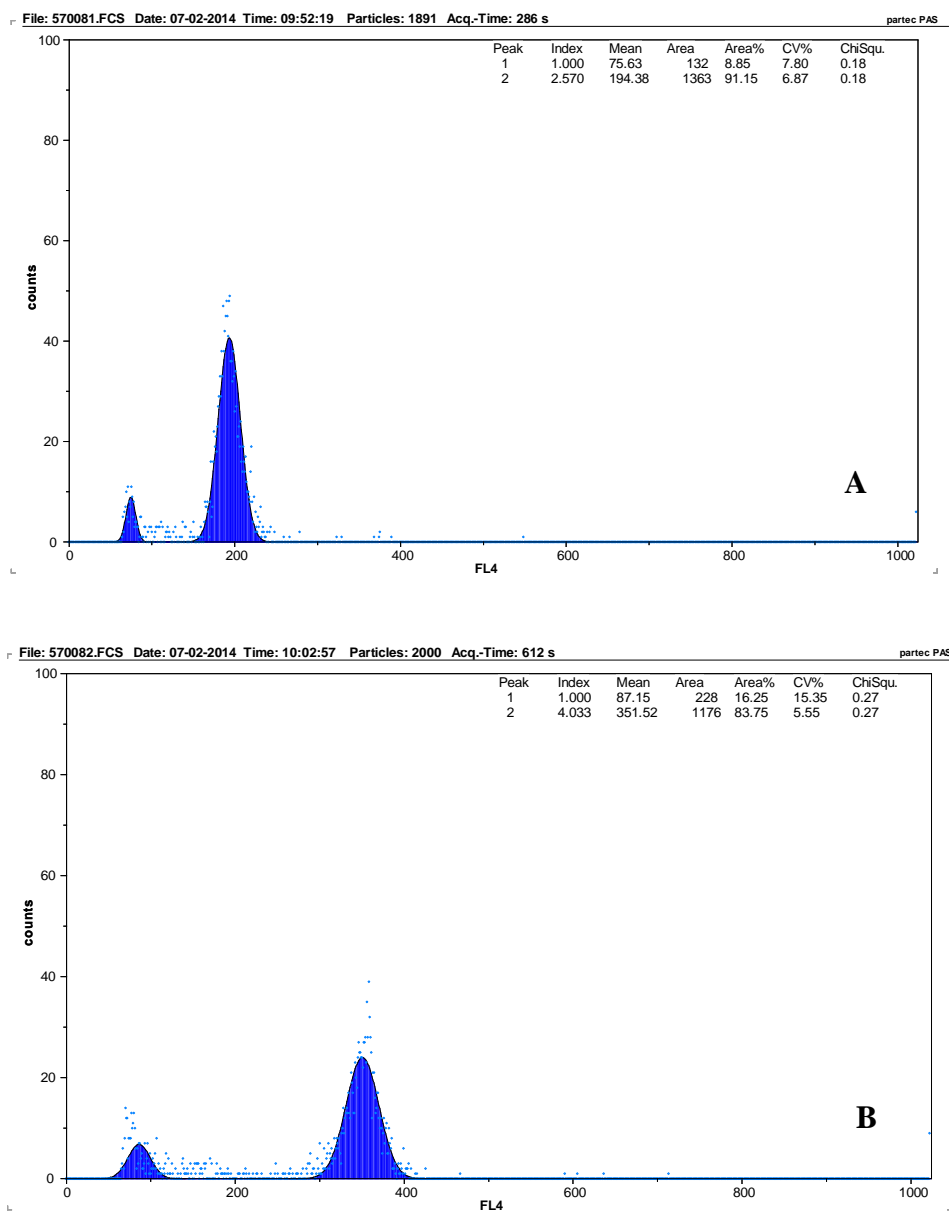 File: 570081.FCS Date: 07-02-2014 Time: 09:52:19 Particles: 1891 Acq.-Time: 286 s partec PAS
Peak Index Mean Area Area% CV% ChiSqu.
1 1.000 75.63 132 8.85 7.80 0.18
2 2.570 194.38 1363 91.15 6.87 0.18
100
80
60
40
20
0
counts
A
0 200 400 600 800 1000
FL4
File: 570082.FCS Date: 07-02-2014 Time: 10:02:57 Particles: 2000 Acq.-Time: 612 s partec PAS
Peak Index Mean Area Area% CV% ChiSqu.
1 1.000 87.15 228 16.25 15.35 0.27
2 4.033 351.52 1176 83.75 5.55 0.27
100
80
60
40
20
0
counts
B
0 200 400 600 800 1000
FL4